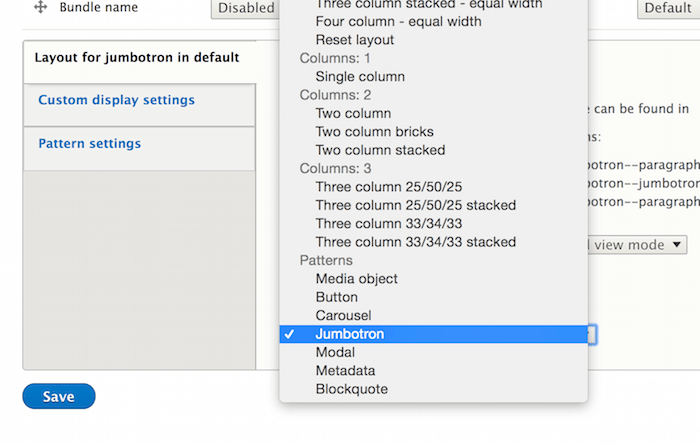 Three column stacked - equal width
Bundle name
Disabled
Four column - equal width
Default
Reset layout
Layout for jumbotron in default
Columns: 1
Single column
Custom display settings
Columns: 2
Two column
can be found in
Two column bricks
Pattern settings
Two column stacked
Columns: 3
otron--paragraph
Three column 25/50/25
otron--jumbotron
Three column 25/50/25 stacked
otron--paragraph
Three column 33/34/33
Three column 33/34/33 stacked
view mode
Patterns
Media object
Button
Carousel
✓ Jumbotron
Modal
Metadata
Blockquote
Save